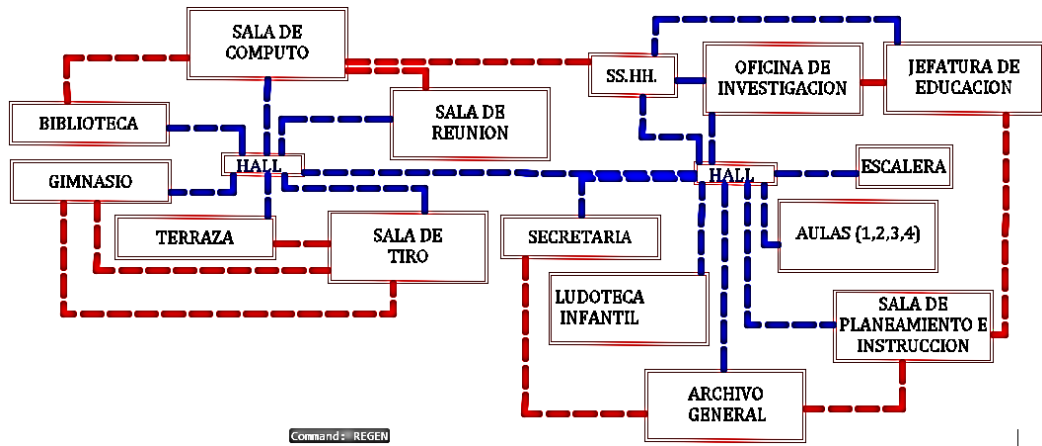 SALA DE
COMPUTO
SS.HH.
OFICINA DE
INVESTIGACION
JEFATURA DE
EDUCACION
BIBLIOTECA
SALA DE
REUNION
HALL
HALL
ESCALERA
GIMNASIO
TERRAZA
SALA DE
TIRO
SECRETARIA
AULAS (1,2,3,4)
LUDOTECA
INFANTIL
SALA DE
PLANEAMIENTO E
INSTRUCCION
ARCHIVO
GENERAL
Command: REGEN